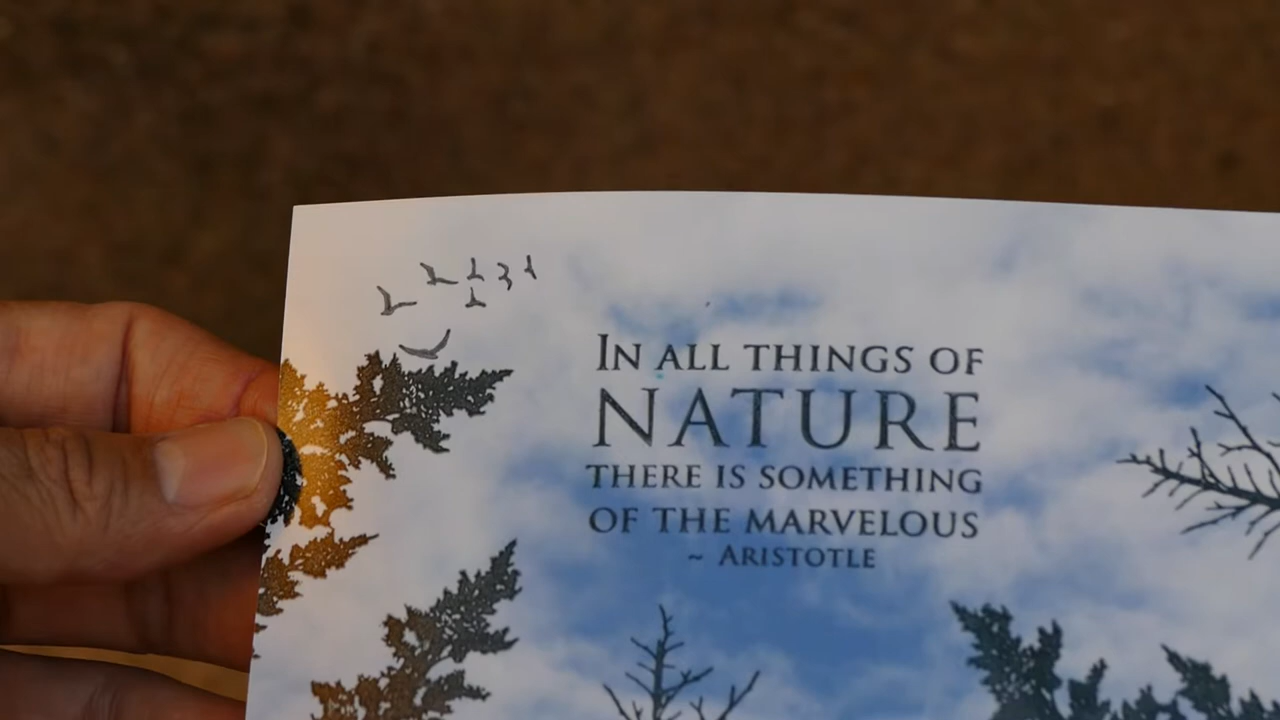 In all things of
NATURE
there is something
of the marvelous
~ Aristotle